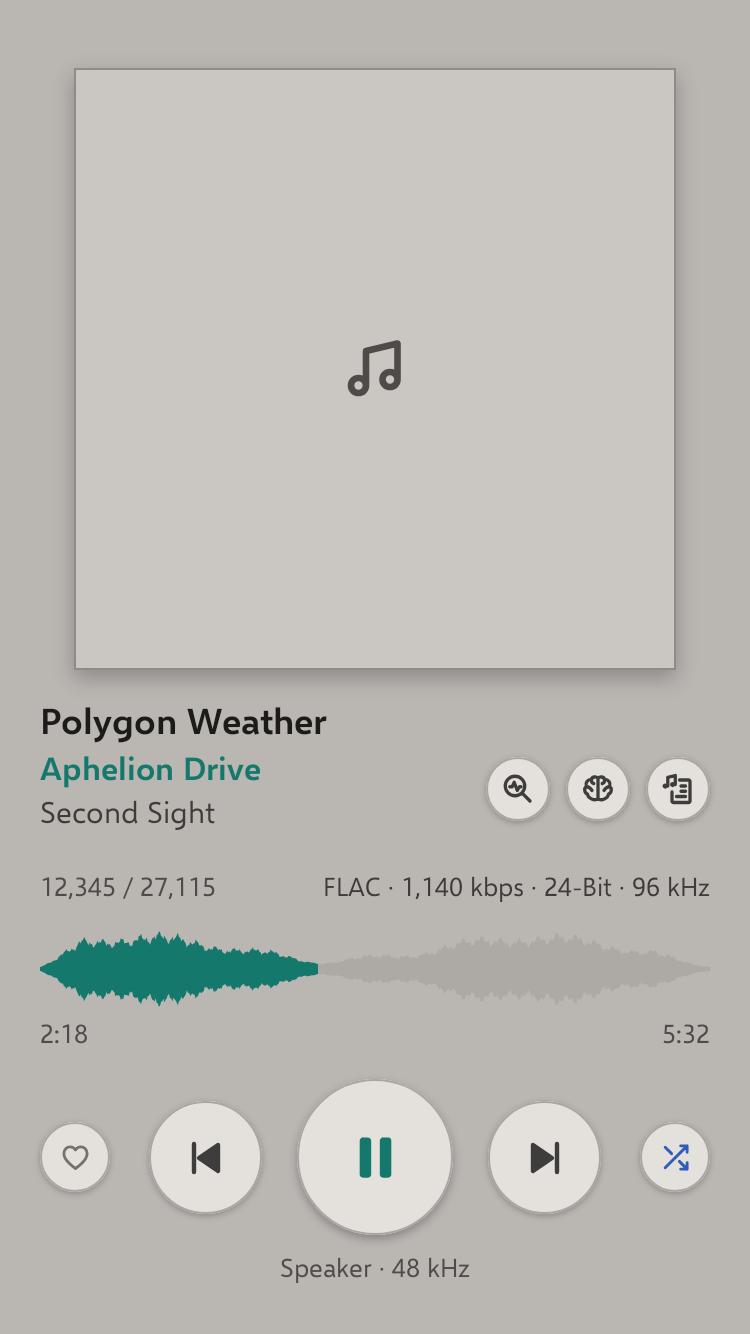 Polygon Weather
Aphelion Drive
Second Sight
12,345 / 27,115
FLAC · 1,140 kbps · 24-Bit · 96 kHz
2:18
5:32
Speaker · 48 kHz